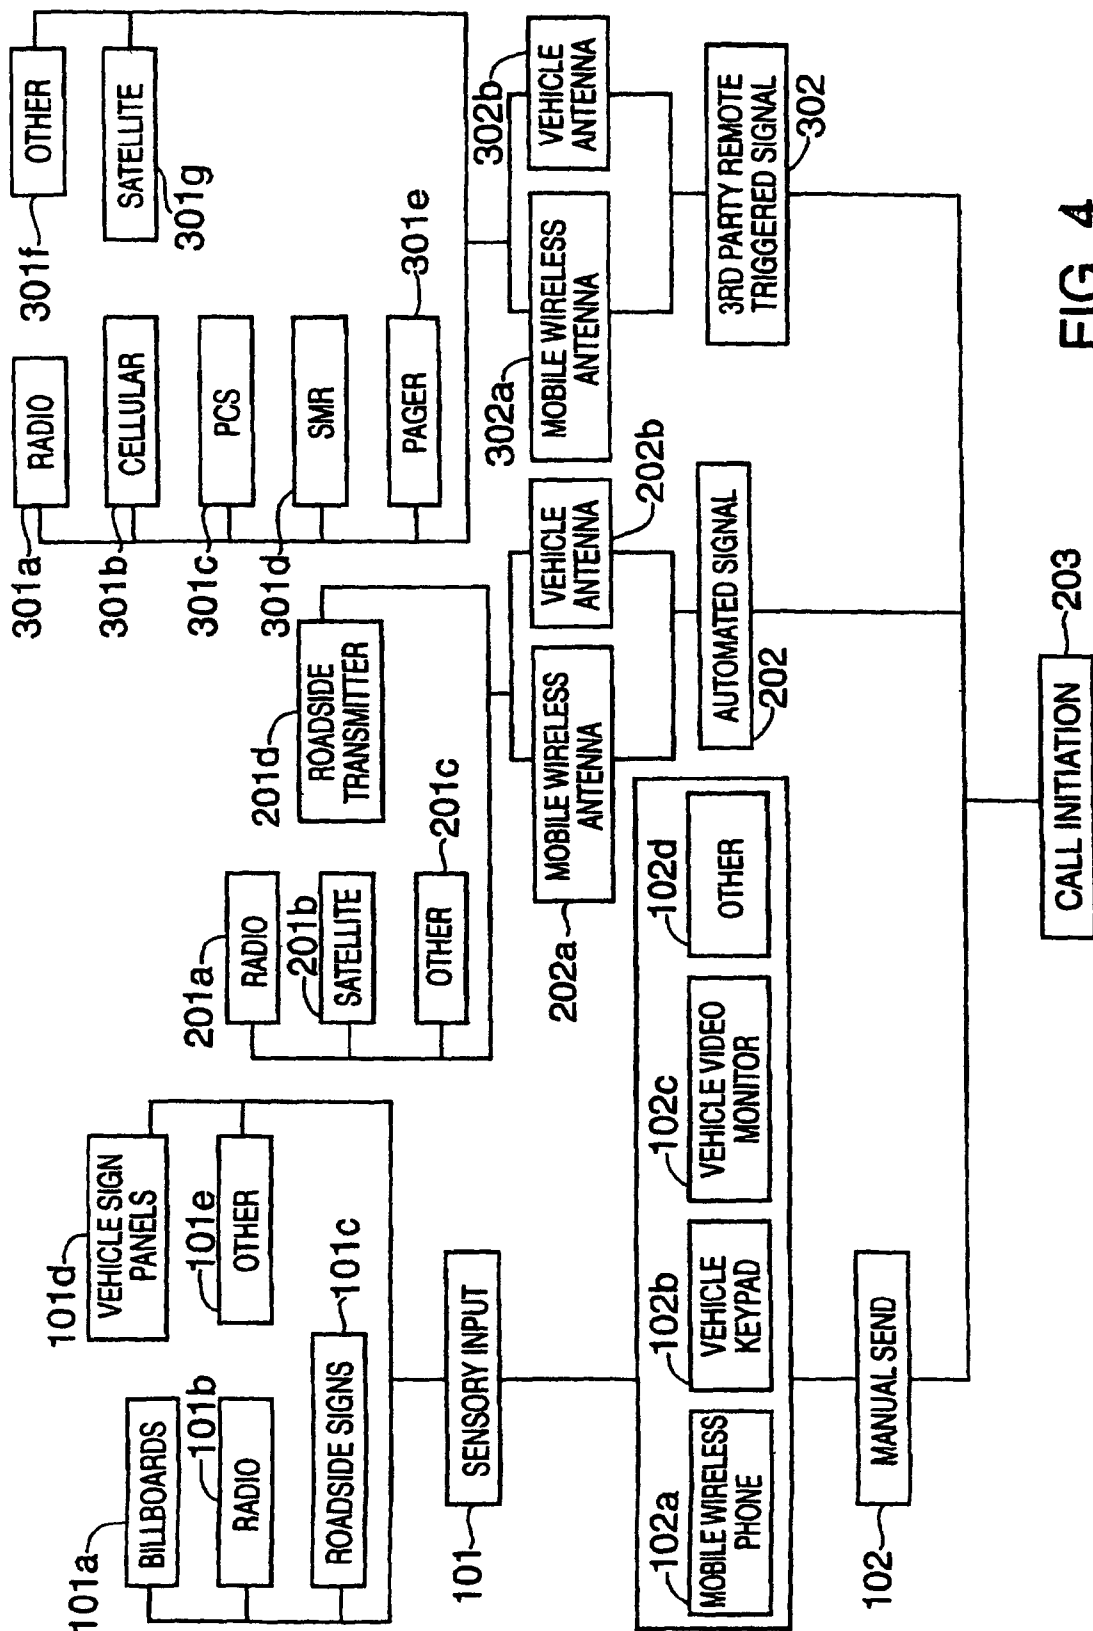 101a
BILLBOARDS
101b
RADIO
101c
ROADSIDE SIGNS
101d
VEHICLE SIGN
PANELS
101e
OTHER
101
SENSORY INPUT
102a
MOBILE WIRELESS
PHONE
102b
VEHICLE
KEYPAD
102c
VEHICLE VIDEO
MONITOR
102d
OTHER
102
MANUAL SEND
201a
RADIO
201b
SATELLITE
201c
OTHER
201d
ROADSIDE
TRANSMITTER
202a
MOBILE WIRELESS
ANTENNA
202b
VEHICLE
ANTENNA
AUTOMATED SIGNAL
202
301a
RADIO
301b
CELLULAR
301c
PCS
301d
SMR
301e
PAGER
301f
OTHER
SATELLITE
301g
302a
MOBILE WIRELESS
ANTENNA
302b
VEHICLE
ANTENNA
3RD PARTY REMOTE
TRIGGERED SIGNAL
302
CALL INITIATION
203
FIG. 4